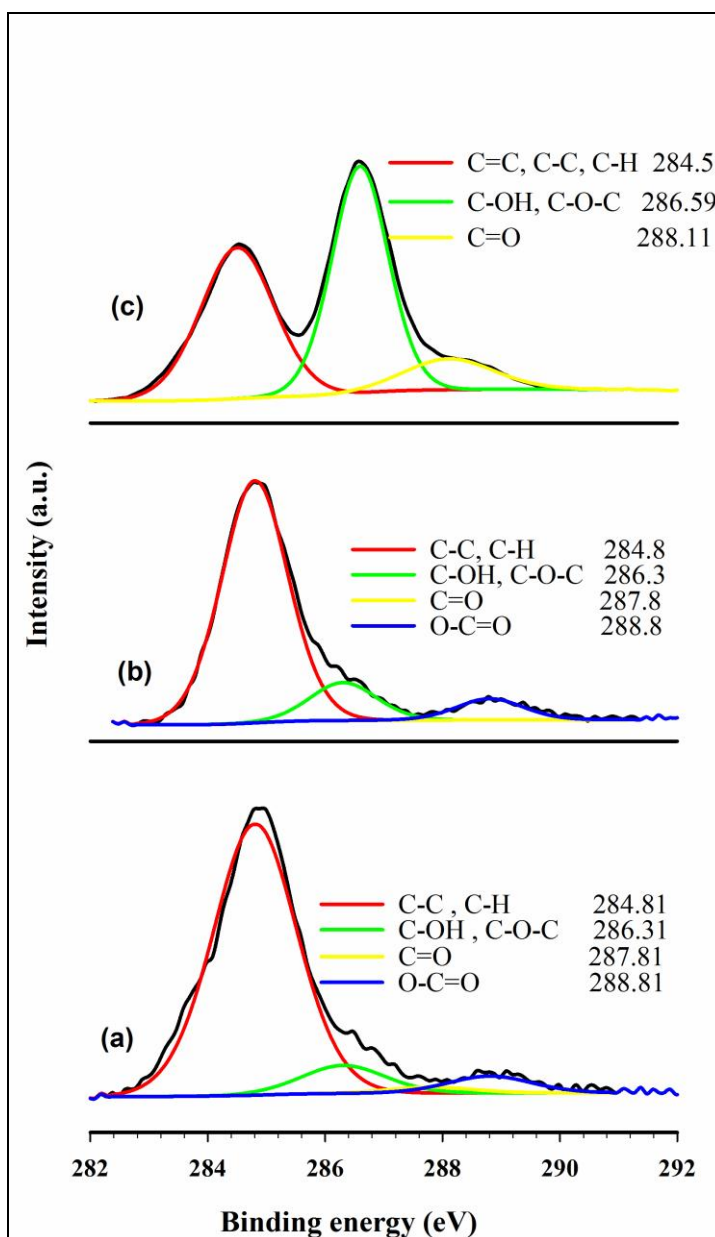 C=C, C-C, C-H 284.5
C-OH, C-O-C 286.59
C=O 288.11
(c)
C-C, C-H 284.8
C-OH, C-O-C 286.3
C=O 287.8
O-C=O 288.8
(b)
C-C , C-H 284.81
C-OH , C-O-C 286.31
C=O 287.81
O-C=O 288.81
(a)
Intensity (a.u.)
282 284 286 288 290 292
Binding energy (eV)